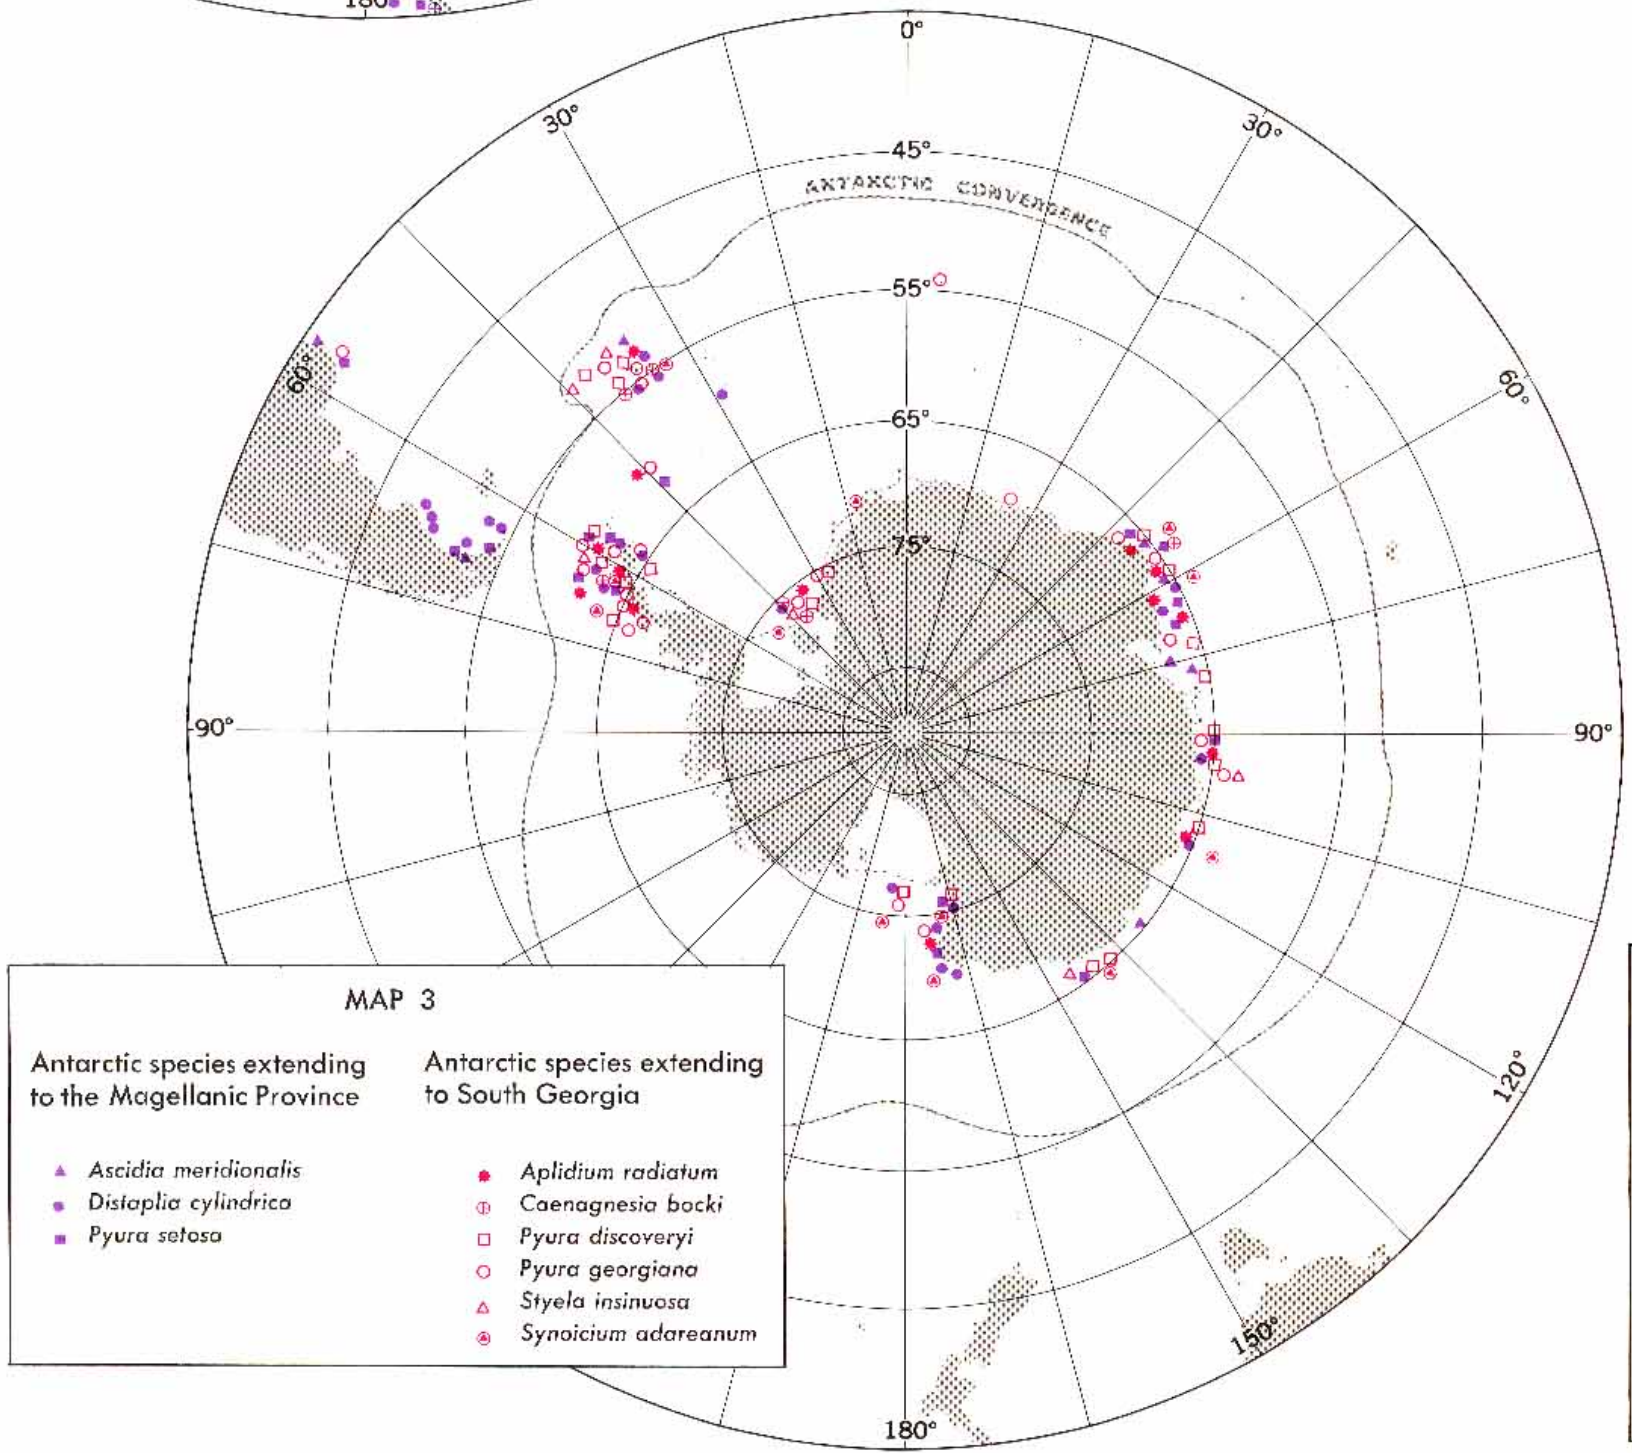 180
0°
30°
30°
45°
ANTARCTIC CONVERGENCE
55°
60°
60°
65°
75°
90°
90°
120°
150°
180°
MAP 3
Antarctic species extending
to the Magellanic Province
Ascidia meridionalis
Distaplia cylindrica
Pyura setosa
Antarctic species extending
to South Georgia
Aplidium radiatum
Caenagnesia bocki
Pyura discoveryi
Pyura georgiana
Styela insinuosa
Synoicium adareanum